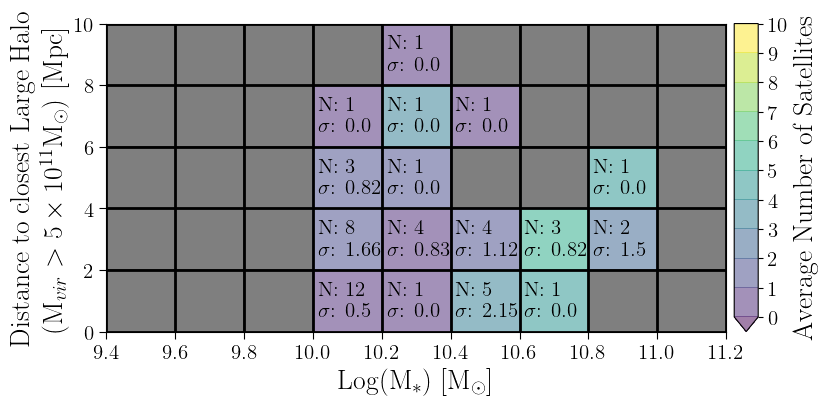 Distance to closest Large Halo
(M_vir > 5 × 10^11 M_⊙) [Mpc]
10
8
6
4
2
0
N: 1
σ: 0.0
N: 1
σ: 0.0
N: 1
σ: 0.0
N: 1
σ: 0.0
N: 3
σ: 0.82
N: 1
σ: 0.0
N: 1
σ: 0.0
N: 8
σ: 1.66
N: 4
σ: 0.83
N: 4
σ: 1.12
N: 3
σ: 0.82
N: 2
σ: 1.5
N: 12
σ: 0.5
N: 1
σ: 0.0
N: 5
σ: 2.15
N: 1
σ: 0.0
9.4 9.6 9.8 10.0 10.2 10.4 10.6 10.8 11.0 11.2
Log(M_*) [M_⊙]
10
9
8
7
6
5
4
3
2
1
0
Average Number of Satellites